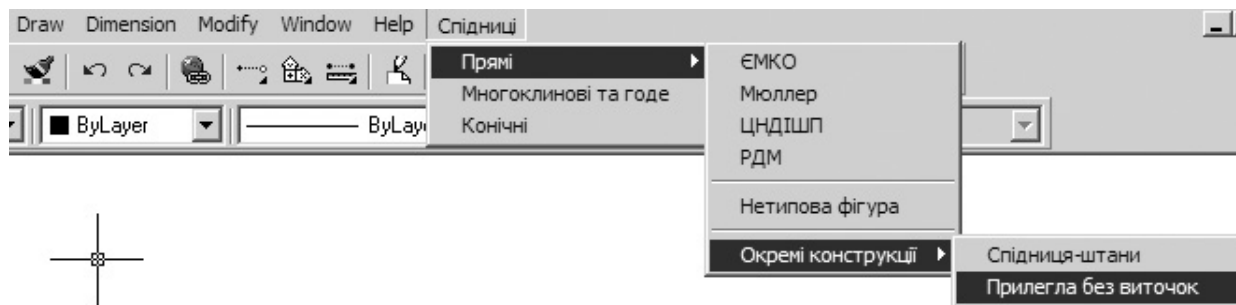 Draw Dimension Modify Window Help Спідниці
Прямі
Многоклинові та годе
Конічні
ByLayer
ByLay
ЄМКО
Мюллер
ЦНДІШП
РДМ
Нетипова фігура
Окремі конструкції
Спідниця-штани
Прилегла без виточок